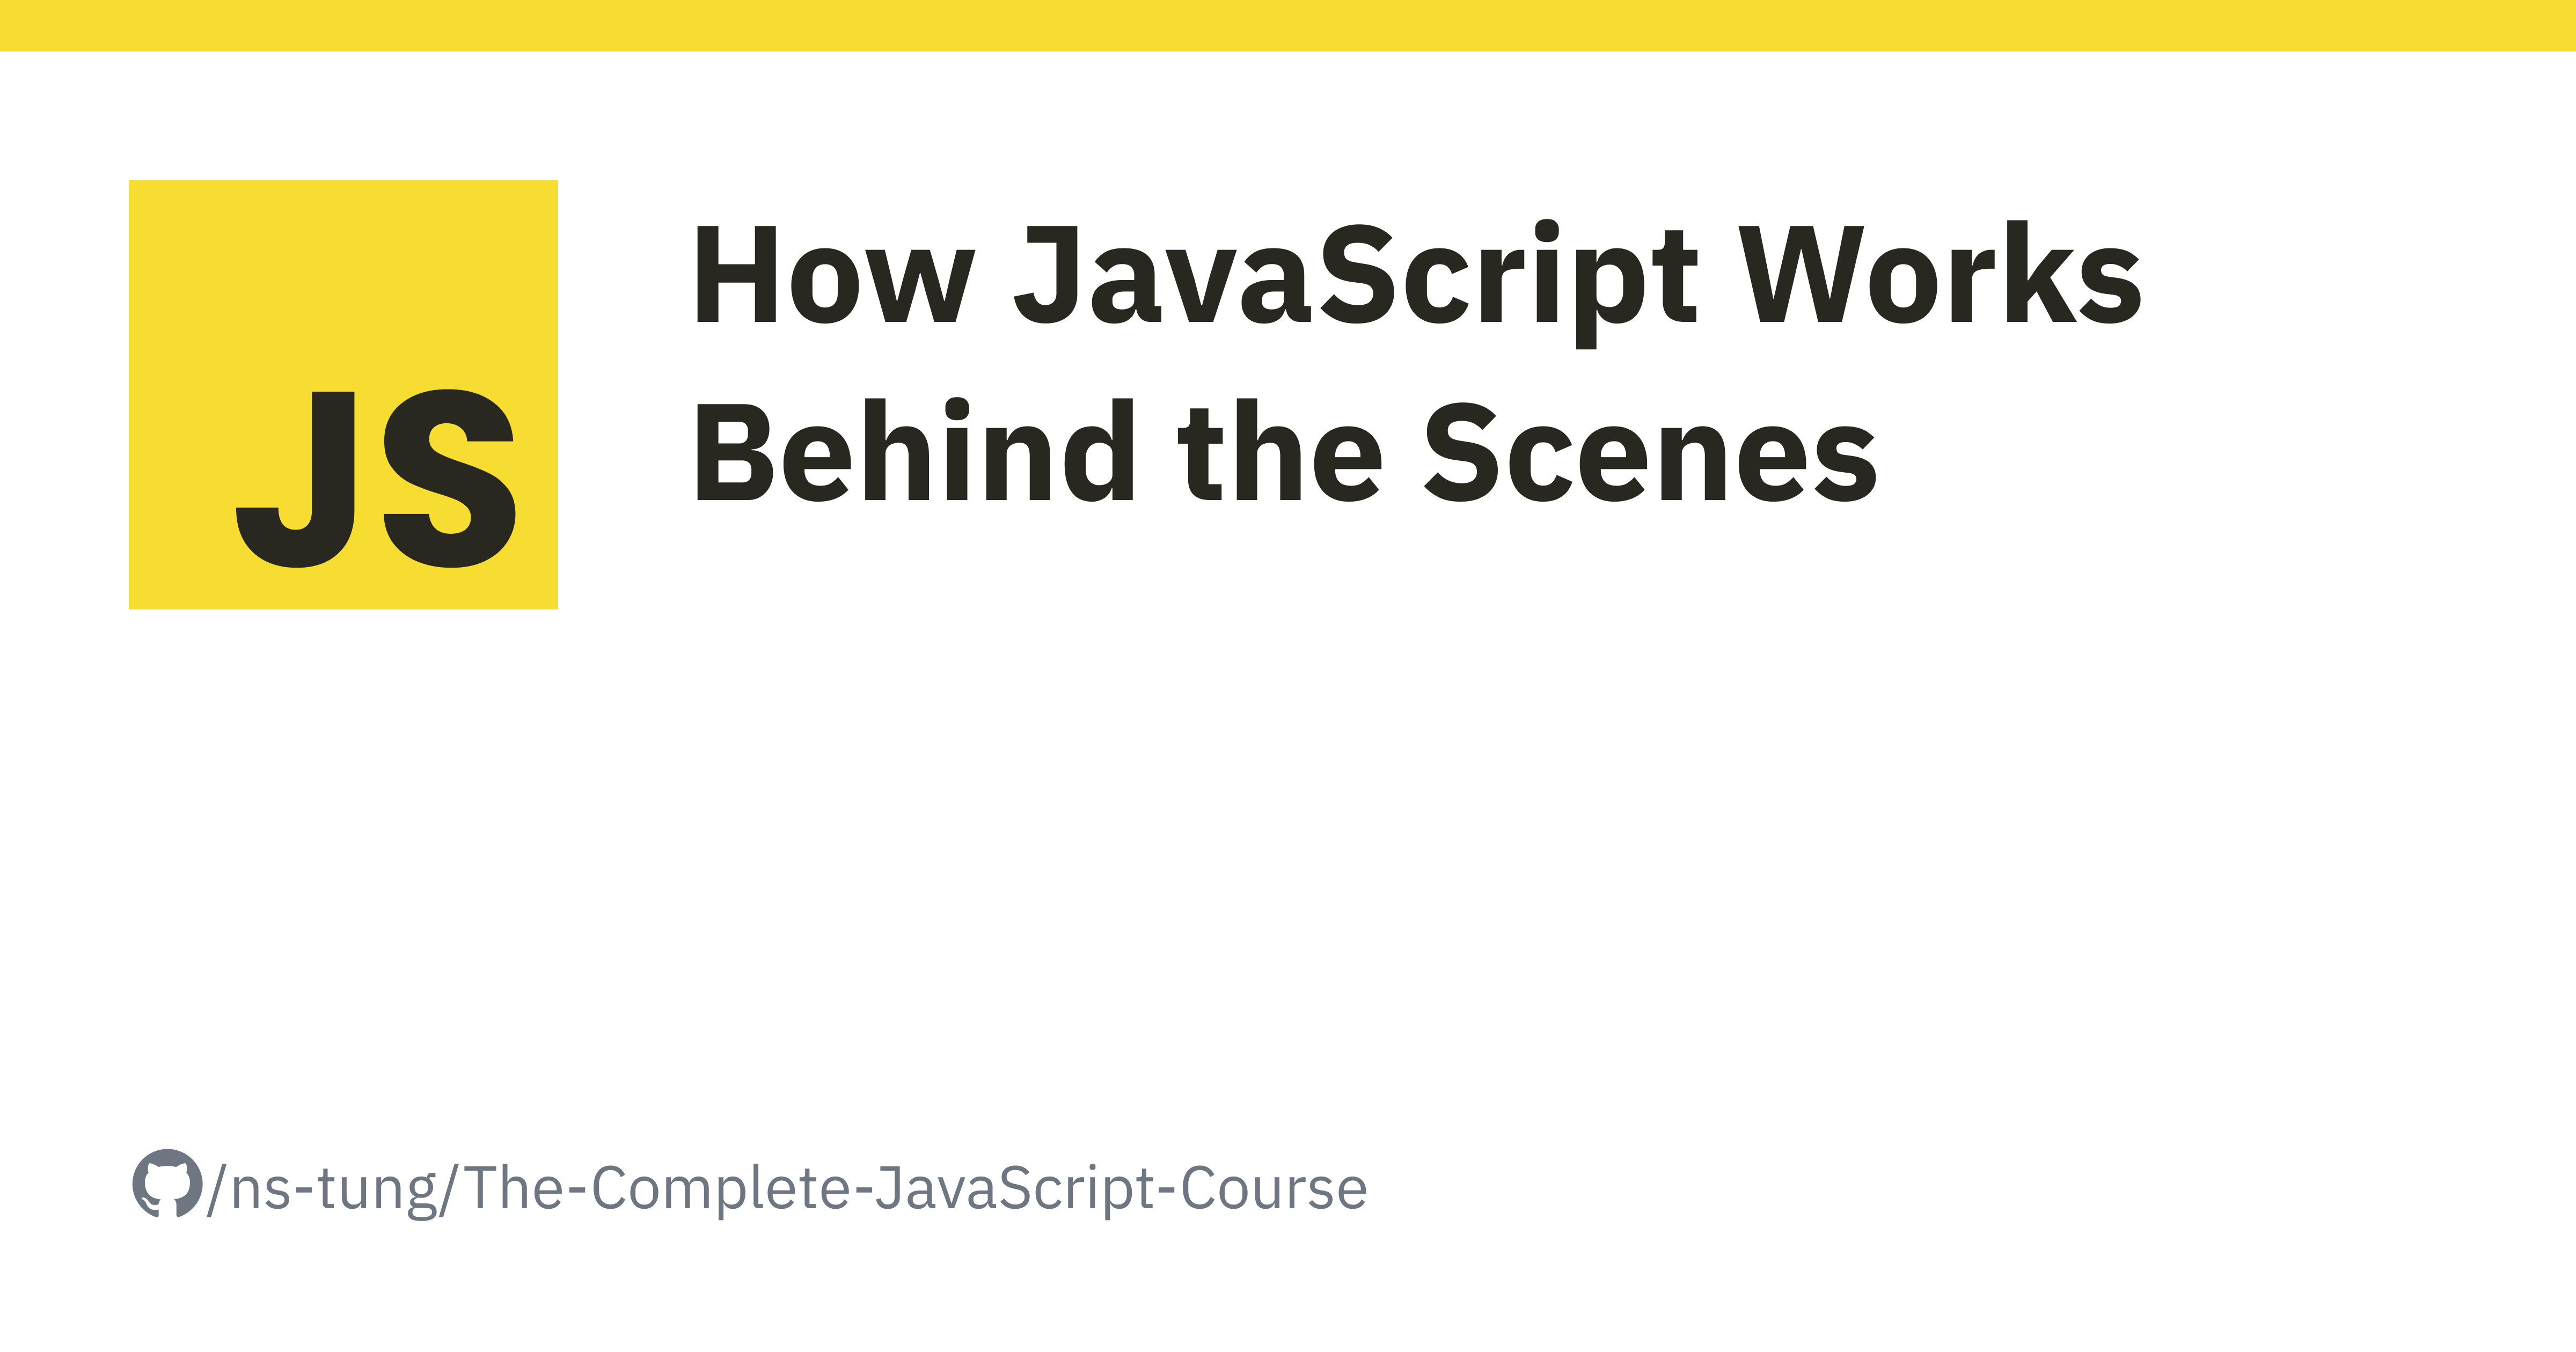 JS
How JavaScript Works
Behind the Scenes
/ns-tung/The-Complete-JavaScript-Course